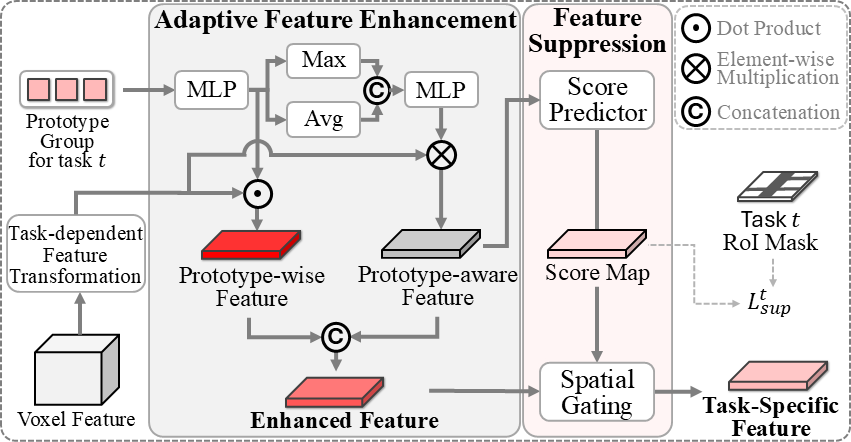 Adaptive Feature Enhancement
Feature
Suppression
Dot Product
Element-wise
Multiplication
C Concatenation
Prototype
Group
for task t
MLP
Max
Avg
C
MLP
Score
Predictor
Task-dependent
Feature
Transformation
Prototype-wise
Feature
Prototype-aware
Feature
Score Map
Task t
RoI Mask
L^t_sup
Voxel Feature
C
Enhanced Feature
Spatial
Gating
Task-Specific
Feature